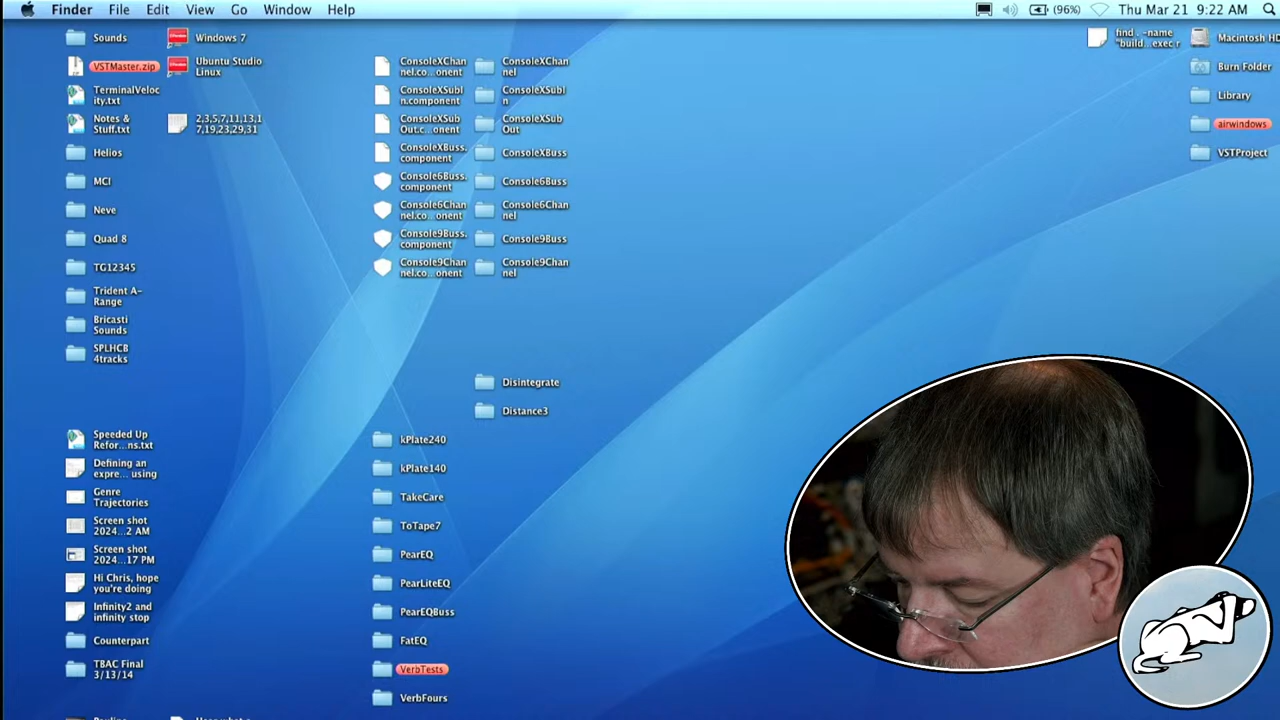 Finder File Edit View Go Window Help (96%) Thu Mar 21 9:22 AM
Sounds
VSTMaster.zip
TerminalVeloc
ity.txt
Notes &
Stuff.txt
Helios
MCI
Neve
Quad 8
TG12345
Trident A-
Range
Bricasti
Sounds
SPLHCB
4tracks
Speeded Up
Refor...ns.txt
Defining an
expre... using
Genre
Trajectories
Screen shot
2024...2 AM
Screen shot
2024...17 PM
Hi Chris, hope
you're doing
Infinity2 and
infinity stop
Counterpart
TBAC Final
3/13/14
Windows 7
Ubuntu Studio
Linux
2,3,5,7,11,13,1
7,19,23,29,31
ConsoleXChan
nel.co...onent
ConsoleXSubI
n.component
ConsoleXSub
Out.c...onent
ConsoleXBuss.
component
Console6Buss.
component
Console6Chan
nel.co...onent
Console9Buss.
component
Console9Chan
nel.co...onent
kPlate240
kPlate140
TakeCare
ToTape7
PearEQ
PearLiteEQ
PearEQBuss
FatEQ
VerbTests
VerbFours
ConsoleXChan
nel
ConsoleXSubI
n
ConsoleXSub
Out
ConsoleXBuss
Console6Buss
Console6Chan
nel
Console9Buss
Console9Chan
nel
Disintegrate
Distance3
find . -name
"build...exec r
Macintosh HD
Burn Folder
Library
airwindows
VSTProject